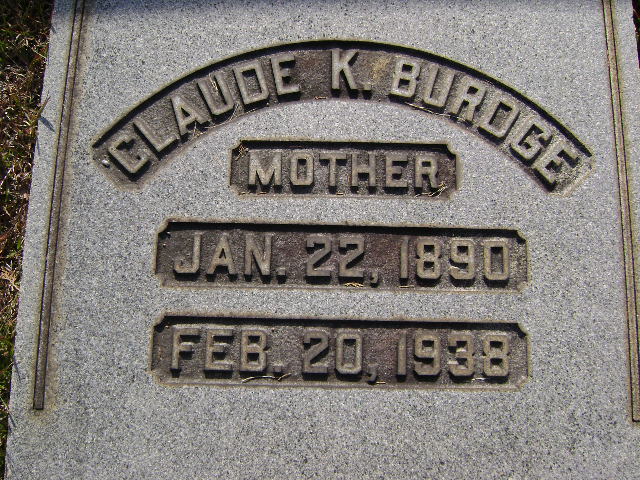 CLAUDE K. BURDGE
MOTHER
JAN. 22, 1890
FEB. 20, 1938